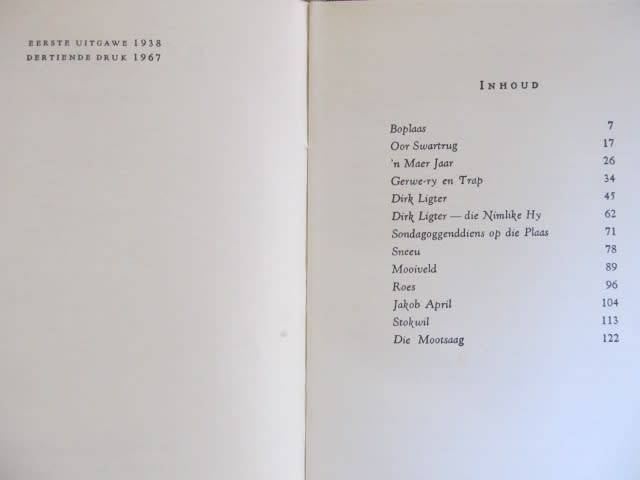 EERSTE UITGAWE 1938
DERTIENDE DRUK 1967
INHOUD
Boplaas 7
Oor Swartrug 17
'n Maer Jaar 26
Gerwe-ry en Trap 34
Dirk Ligter 45
Dirk Ligter — die Nimlike Hy 62
Sondagoggenddiens op die Plaas 71
Sneeu 78
Mooiveld 89
Roes 96
Jakob April 104
Stokwil 113
Die Mootsaag 122